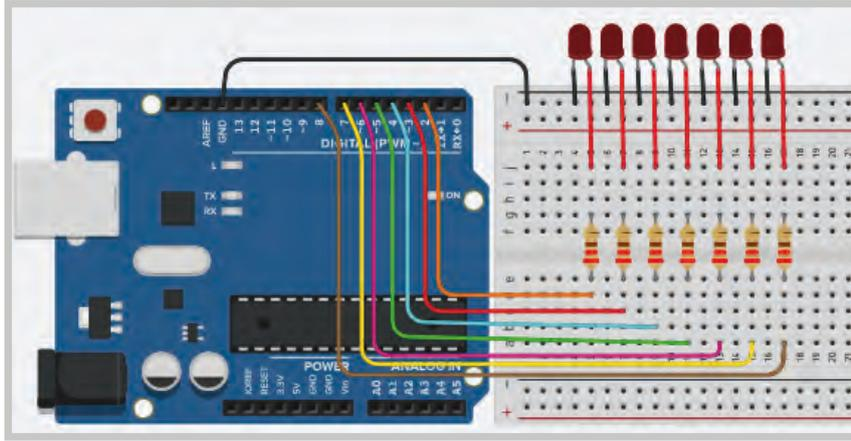 AREF
GND
13
12
~11
~10
~9
8
7
~6
~5
4
~3
2
TX→1
RX←0
DIGITAL (PWM~)
L
TX
RX
ON
IOREF
RESET
3.3V
5V
GND
GND
Vin
POWER
ANALOG IN
A0
A1
A2
A3
A4
A5
j
i
h
g
f
e
b
a